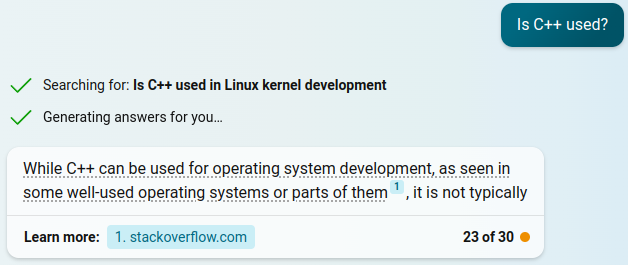 Is C++ used?
Searching for: Is C++ used in Linux kernel development
Generating answers for you...
While C++ can be used for operating system development, as seen in
some well-used operating systems or parts of them 1 , it is not typically
Learn more: 1. stackoverflow.com 23 of 30